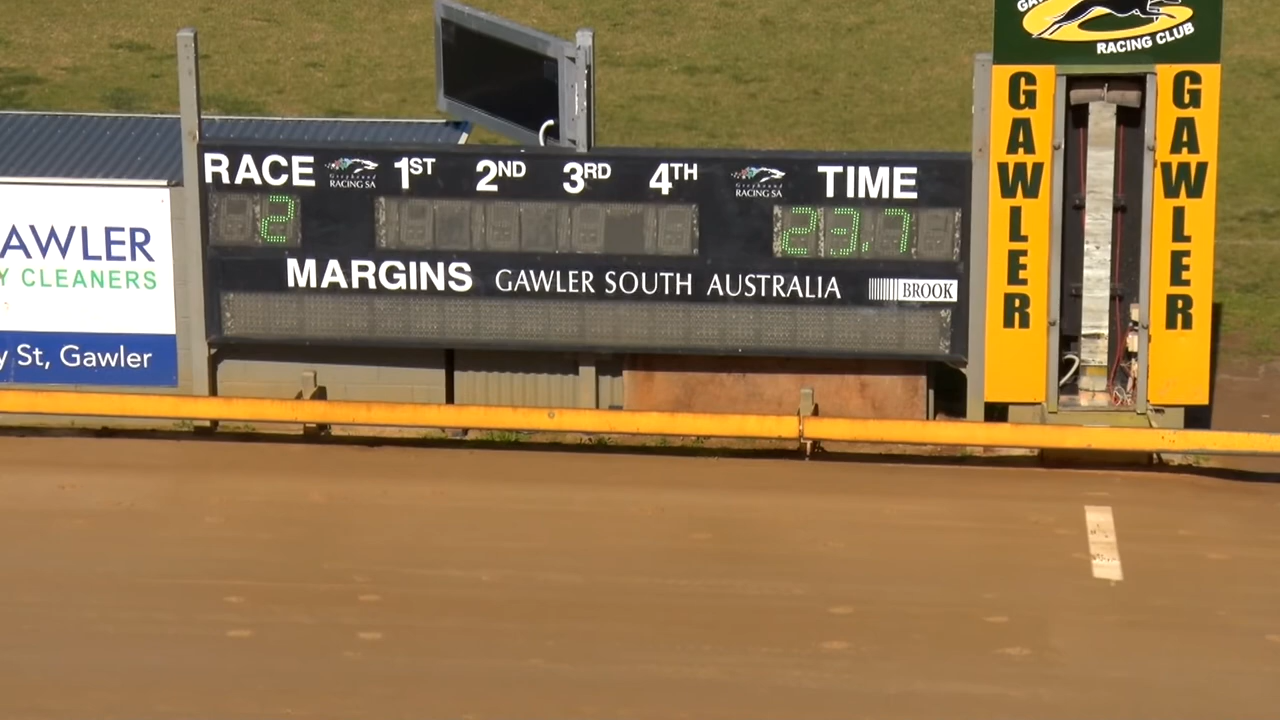 GAW
RACING CLUB
RACE
Greyhound
RACING SA
1ST 2ND 3RD 4TH
Greyhound
RACING SA
TIME
2
23.7
MARGINS GAWLER SOUTH AUSTRALIA BROOK
AWLER
Y CLEANERS
y St, Gawler
GAWLER
GAWLER